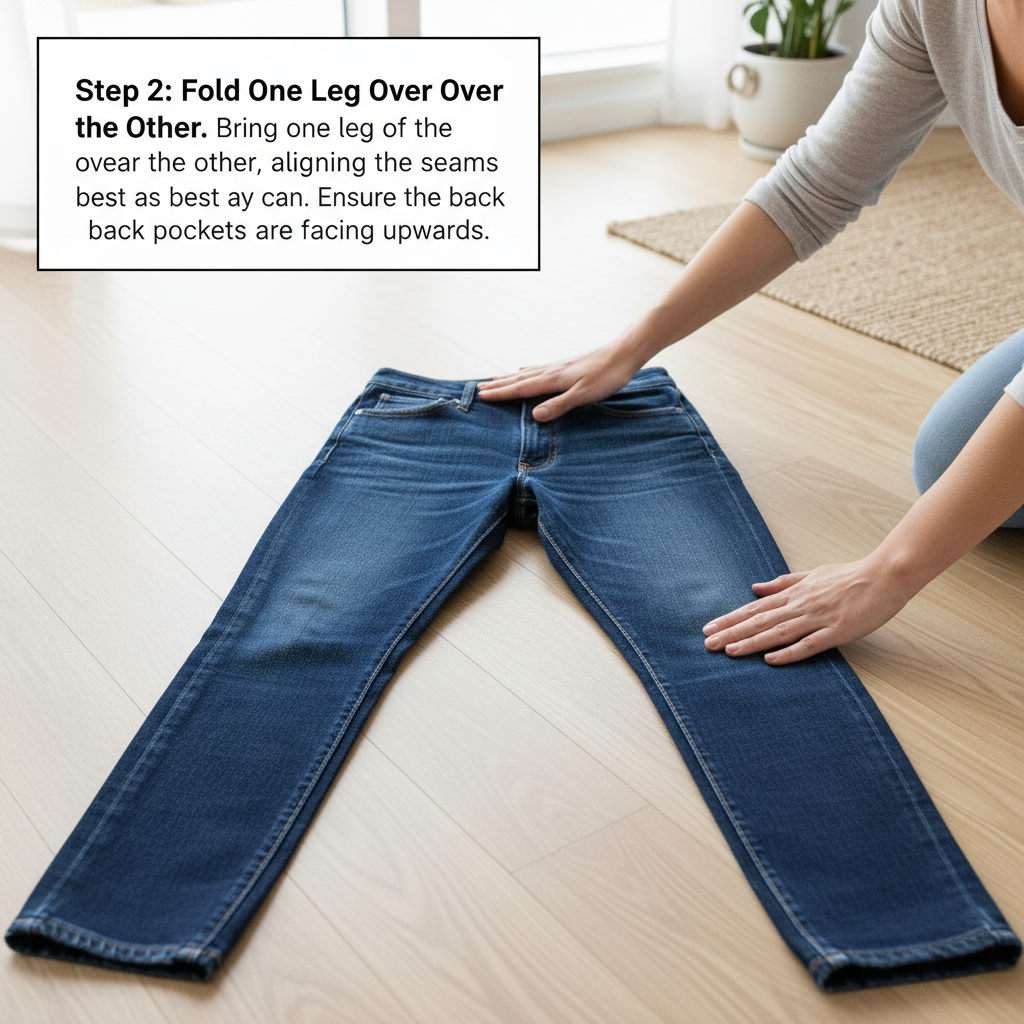 Step 2: Fold One Leg Over Over
the Other. Bring one leg of the
ovear the other, aligning the seams
best as best ay can. Ensure the back
back pockets are facing upwards.